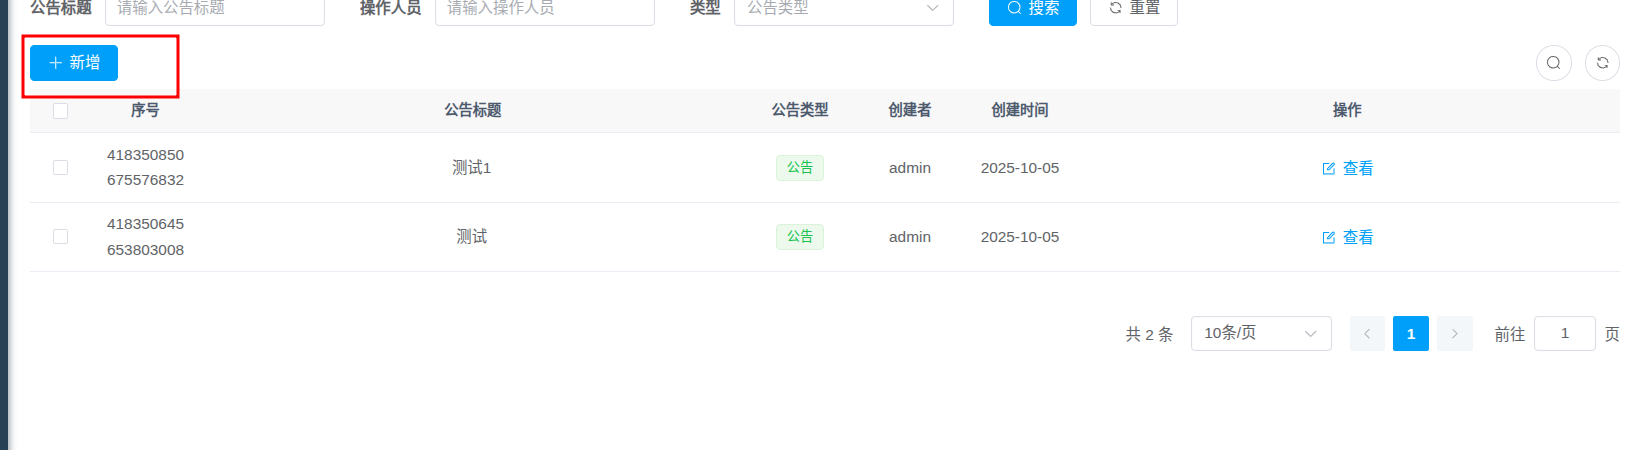 公告标题 请输入公告标题 操作人员 请输入操作人员 类型 公告类型 搜索 重置
新增
序号 公告标题 公告类型 创建者 创建时间 操作
418350850
675576832
测试1 公告 admin 2025-10-05 查看
418350645
653803008
测试 公告 admin 2025-10-05 查看
共 2 条 10条/页 1 前往 1 页